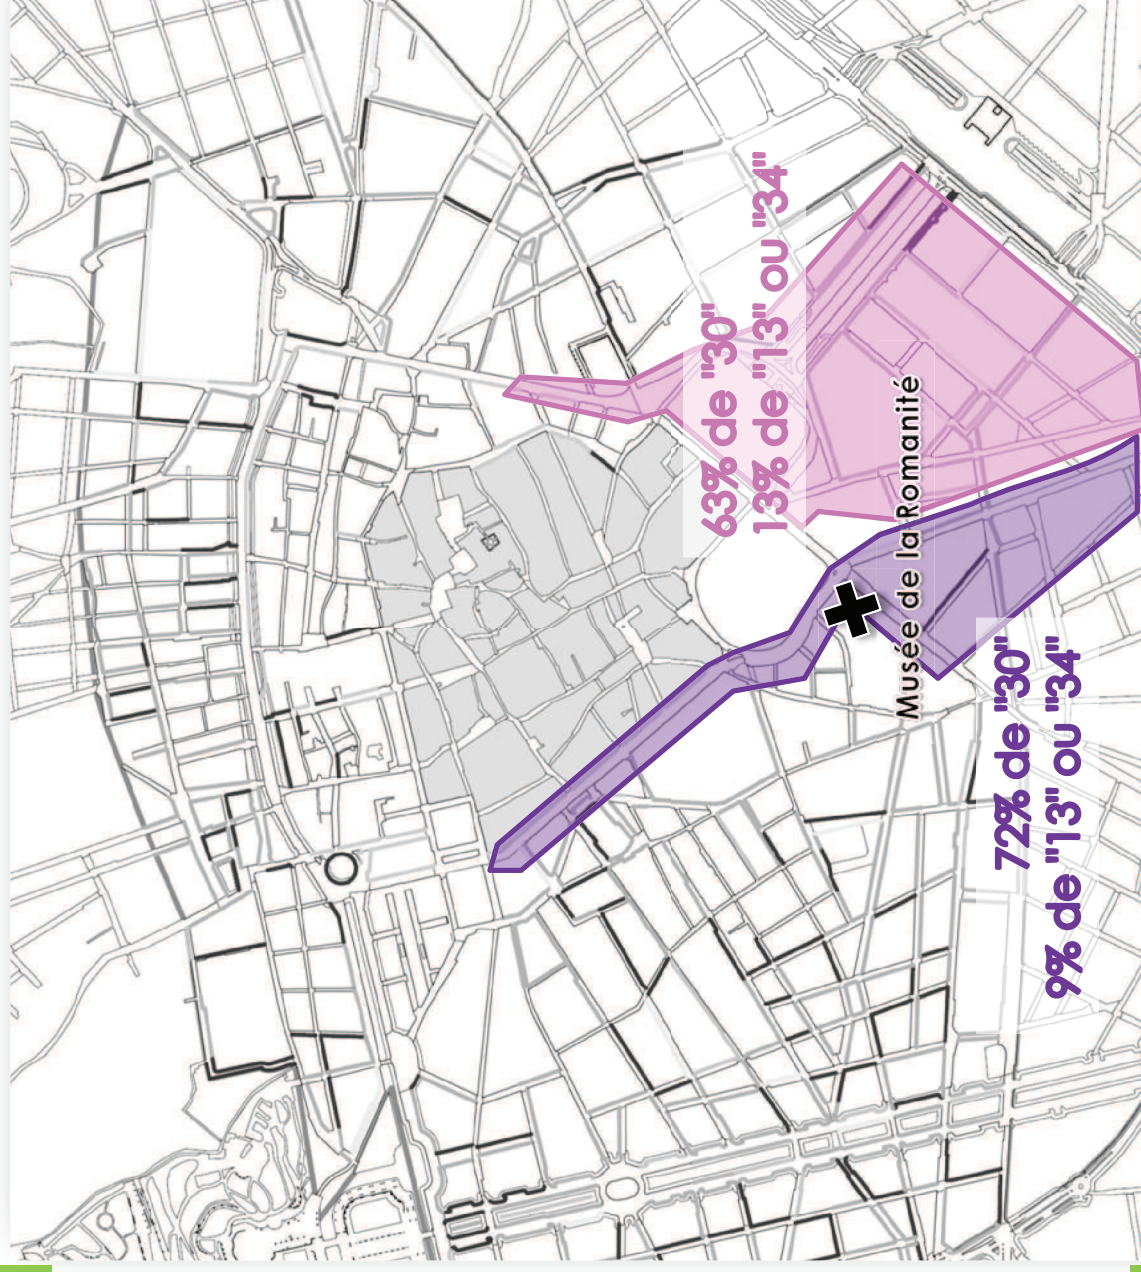 63% de "30"
13% de "13" ou "34"
Musée de la Romanité
72% de "30"
9% de "13" ou "34"